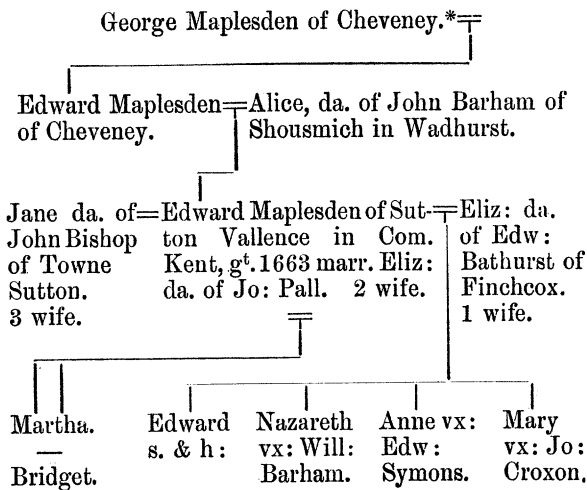 George Maplesden of Cheveney.*
Edward Maplesden = Alice, da. of John Barham of
of Cheveney. Shousmich in Wadhurst.
Jane da. of
John Bishop
of Towne
Sutton.
3 wife.
=Edward Maplesden of Sut-
ton Vallence in Com.
Kent, gᵗ. 1663 marr. Eliz:
da. of Jo: Pall. 2 wife.
=Eliz: da.
of Edw:
Bathurst of
Finchcox.
1 wife.
Martha.
—
Bridget.
Edward
s. & h:
Nazareth
vx: Will:
Barham.
Anne vx:
Edw:
Symons.
Mary
vx: Jo:
Croxon.